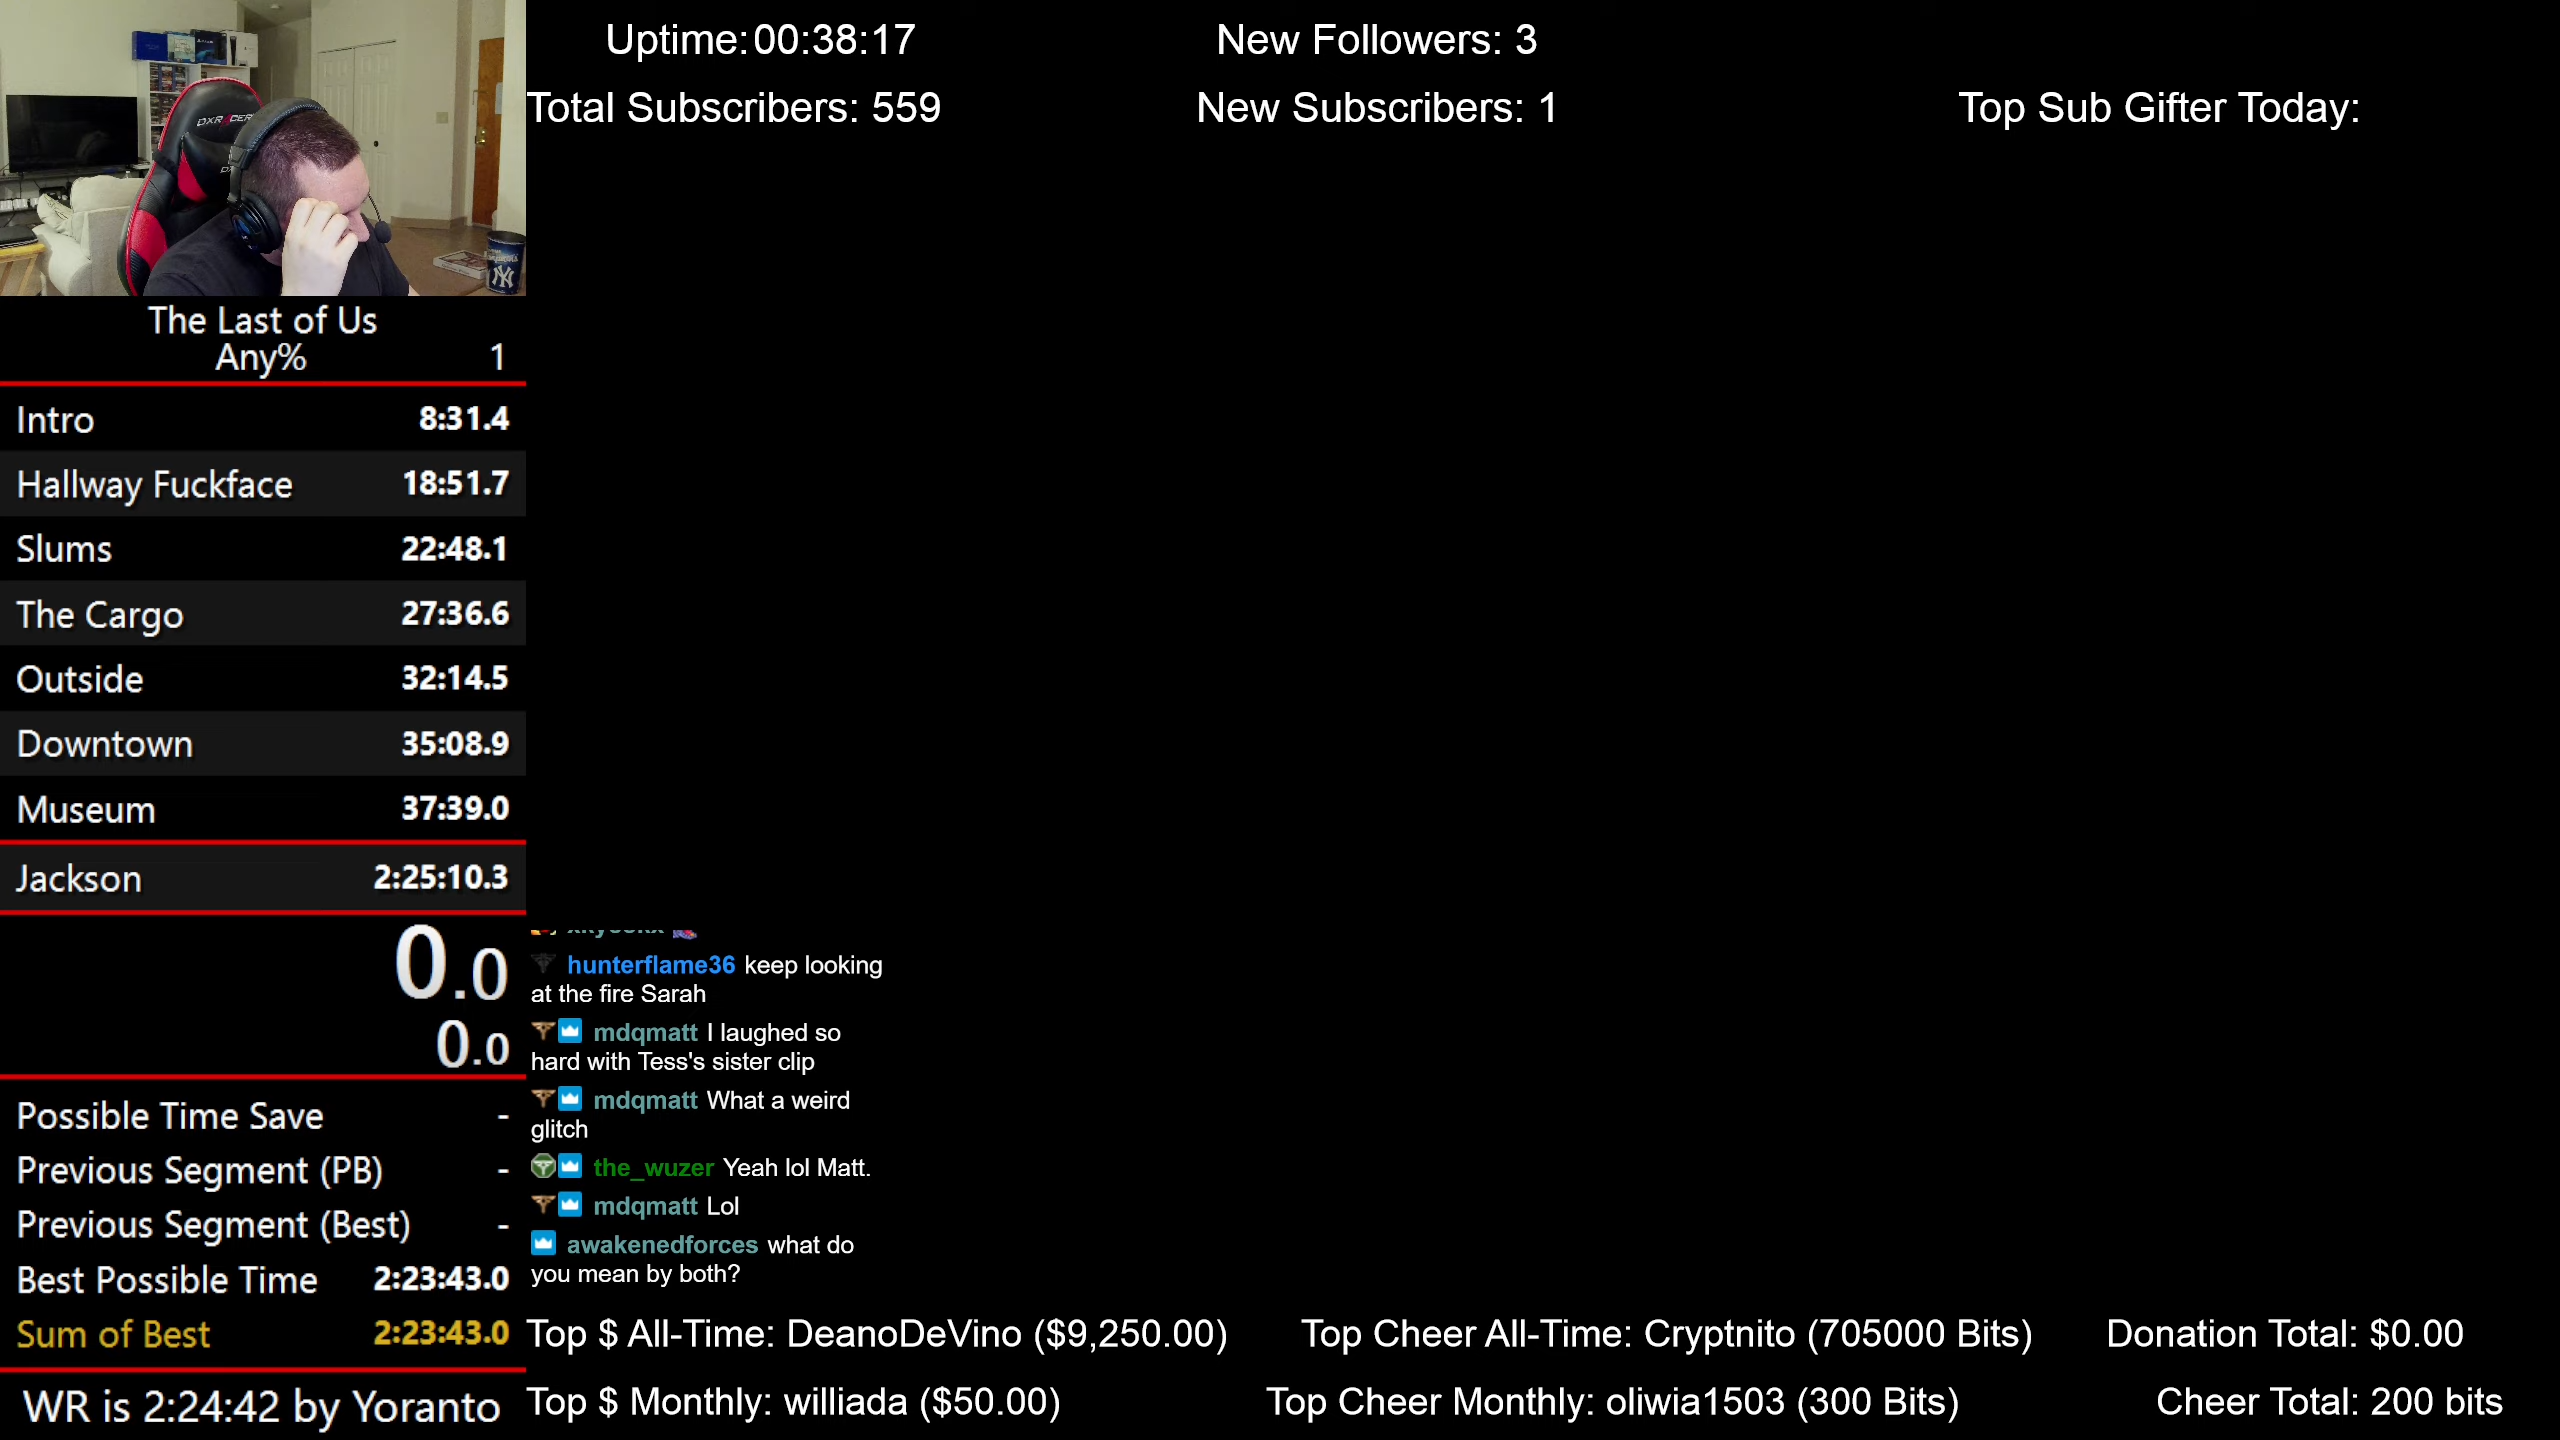 Uptime: 00:38:17
New Followers: 3
Total Subscribers: 559
New Subscribers: 1
Top Sub Gifter Today:
The Last of Us
Any% 1
Intro 8:31.4
Hallway Fuckface 18:51.7
Slums 22:48.1
The Cargo 27:36.6
Outside 32:14.5
Downtown 35:08.9
Museum 37:39.0
Jackson 2:25:10.3
0.0
0.0
Possible Time Save -
Previous Segment (PB) -
Previous Segment (Best) -
Best Possible Time 2:23:43.0
Sum of Best 2:23:43.0
WR is 2:24:42 by Yoranto
hunterflame36 keep looking
at the fire Sarah
mdqmatt I laughed so
hard with Tess's sister clip
mdqmatt What a weird
glitch
the_wuzer Yeah lol Matt.
mdqmatt Lol
awakenedforces what do
you mean by both?
Top $ All-Time: DeanoDeVino ($9,250.00)
Top Cheer All-Time: Cryptnito (705000 Bits)
Donation Total: $0.00
Top $ Monthly: williada ($50.00)
Top Cheer Monthly: oliwia1503 (300 Bits)
Cheer Total: 200 bits